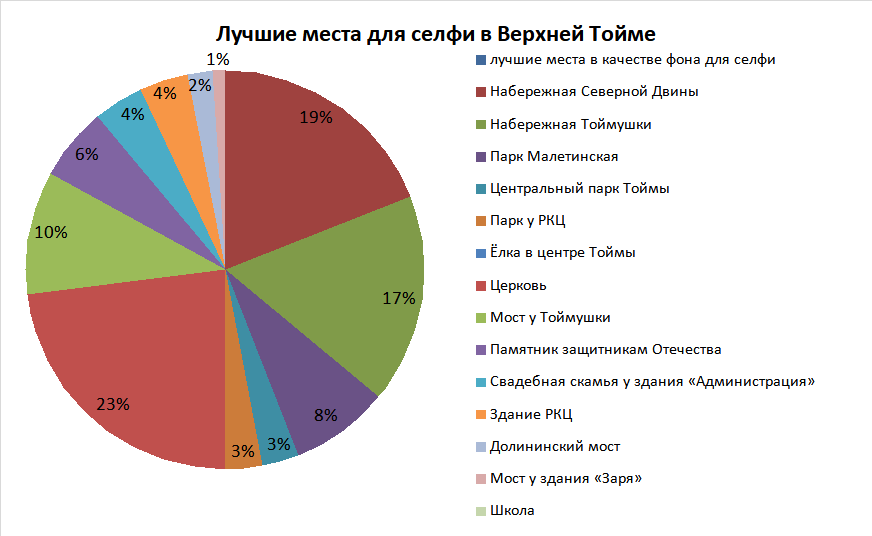 Лучшие места для селфи в Верхней Тойме
1%
2%
4%
4%
6%
10%
23%
3%
3%
8%
17%
19%
лучшие места в качестве фона для селфи
Набережная Северной Двины
Набережная Тоймушки
Парк Малетинская
Центральный парк Тоймы
Парк у РКЦ
Ёлка в центре Тоймы
Церковь
Мост у Тоймушки
Памятник защитникам Отечества
Свадебная скамья у здания «Администрация»
Здание РКЦ
Долининский мост
Мост у здания «Заря»
Школа